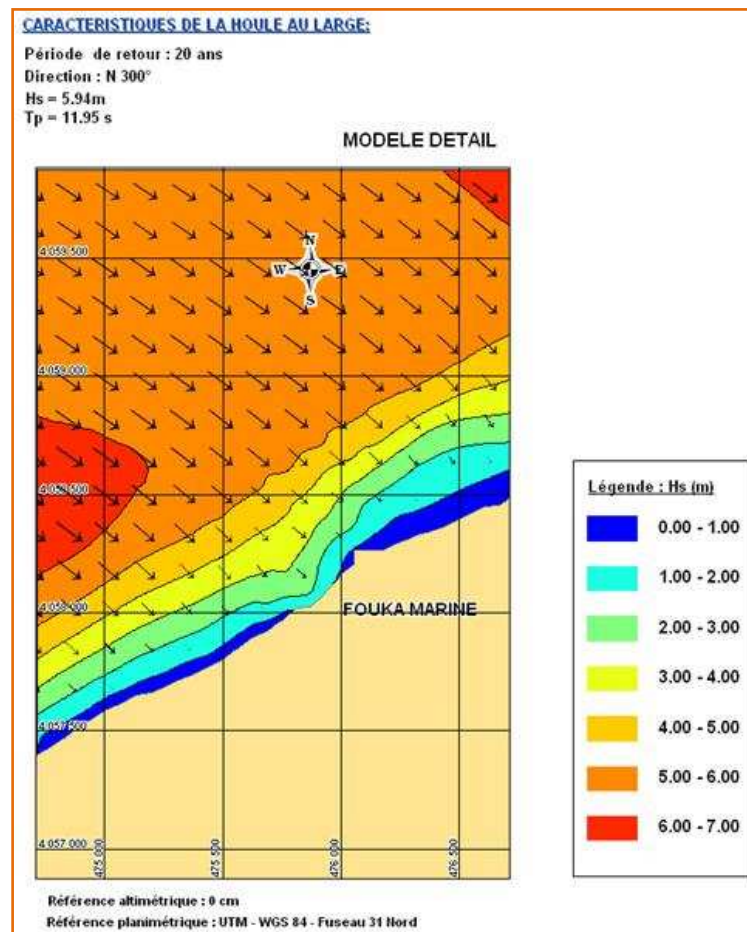 CARACTERISTIQUES DE LA HOULE AU LARGE:
Période de retour : 20 ans
Direction : N 300°
Hs = 5.94m
Tp = 11.95 s
MODELE DETAIL
N
W E
S
4 059 500
4 059 000
4 058 500
4 058 000
FOUKA MARINE
4 057 500
4 057 000
475 000
475 500
476 000
476 500
Légende : Hs (m)
0.00 - 1.00
1.00 - 2.00
2.00 - 3.00
3.00 - 4.00
4.00 - 5.00
5.00 - 6.00
6.00 - 7.00
Référence altimétrique : 0 cm
Référence planimétrique : UTM - WGS 84 - Fuseau 31 Nord